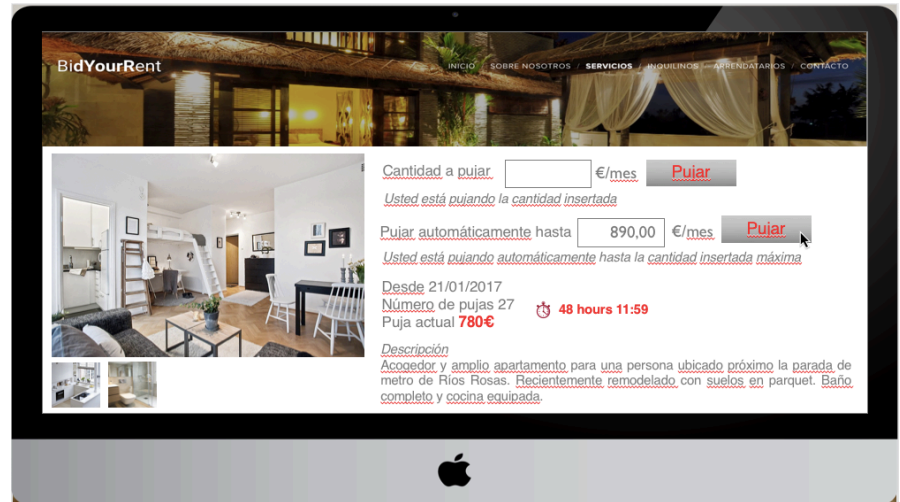 BidYourRent
INICIO SOBRE NOSOTROS / SERVICIOS / INQUILINOS / ARRENDATARIOS / CONTACTO
Cantidad a pujar €/mes Pujar
Usted está pujando la cantidad insertada
Pujar automáticamente hasta 890,00 €/mes Pujar
Usted está pujando automáticamente hasta la cantidad insertada máxima
Desde 21/01/2017
Número de pujas 27
48 hours 11:59
Puja actual 780€
Descripción
Acogedor y amplio apartamento para una persona ubicado próximo la parada de
metro de Ríos Rosas. Recientemente remodelado con suelos en parquet. Baño
completo y cocina equipada.